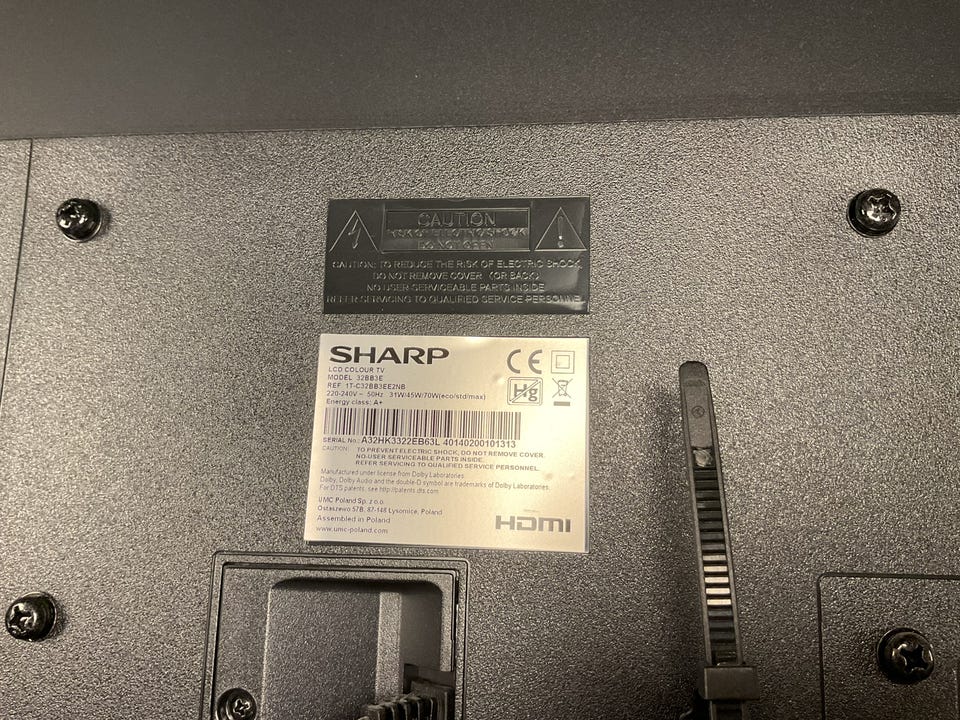 CAUTION
RISK OF ELECTRIC SHOCK
DO NOT OPEN
CAUTION: TO REDUCE THE RISK OF ELECTRIC SHOCK,
DO NOT REMOVE COVER (OR BACK)
NO USER-SERVICEABLE PARTS INSIDE
REFER SERVICING TO QUALIFIED SERVICE PERSONNEL
SHARP
LCD COLOUR TV
MODEL 32BB3E
REF. 1T-C32BB3EE2NB
220-240V ~ 50Hz 31W/45W/70W(eco/std/max)
Energy class: A+
CE
Hg
SERIAL No.: A32HK3322EB63L 40140200101313
CAUTION: TO PREVENT ELECTRIC SHOCK, DO NOT REMOVE COVER.
NO-USER SERVICEABLE PARTS INSIDE.
REFER SERVICING TO QUALIFIED SERVICE PERSONNEL.
Manufactured under license from Dolby Laboratories.
Dolby, Dolby Audio and the double-D symbol are trademarks of Dolby Laboratories.
For DTS patents, see http://patents.dts.com
UMC Poland Sp. z o.o.
Ostaszewo 57B, 87-148 Łysomice, Poland
Assembled in Poland
www.umc-poland.com
HDMI